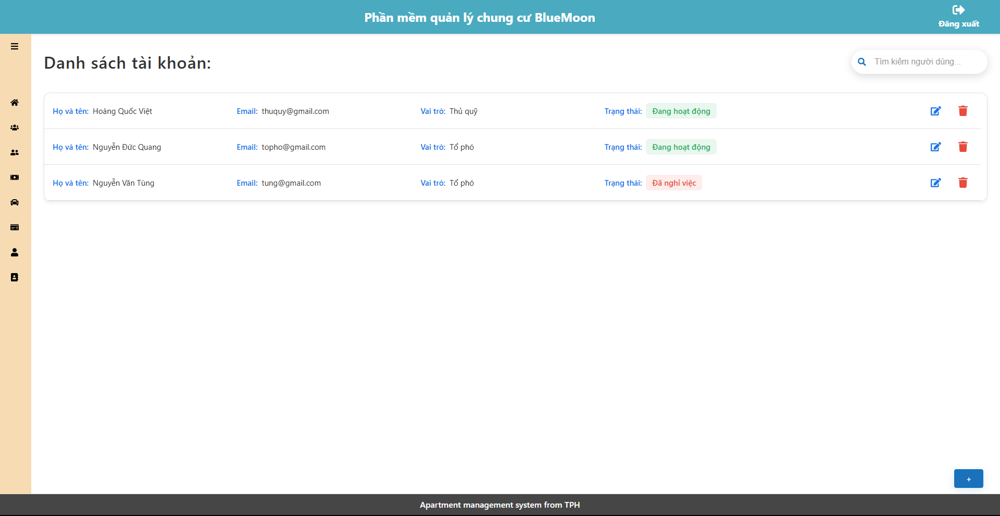 Phần mềm quản lý chung cư BlueMoon
Đăng xuất
Danh sách tài khoản:
Tìm kiếm người dùng...
Họ và tên: Hoàng Quốc Việt Email: thuquy@gmail.com Vai trò: Thủ quỹ Trạng thái: Đang hoạt động
Họ và tên: Nguyễn Đức Quang Email: topho@gmail.com Vai trò: Tổ phó Trạng thái: Đang hoạt động
Họ và tên: Nguyễn Văn Tùng Email: tung@gmail.com Vai trò: Tổ phó Trạng thái: Đã nghỉ việc
+
Apartment management system from TPH